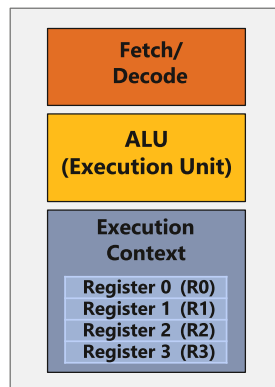 Fetch/
Decode
ALU
(Execution Unit)
Execution
Context
Register 0 (R0)
Register 1 (R1)
Register 2 (R2)
Register 3 (R3)